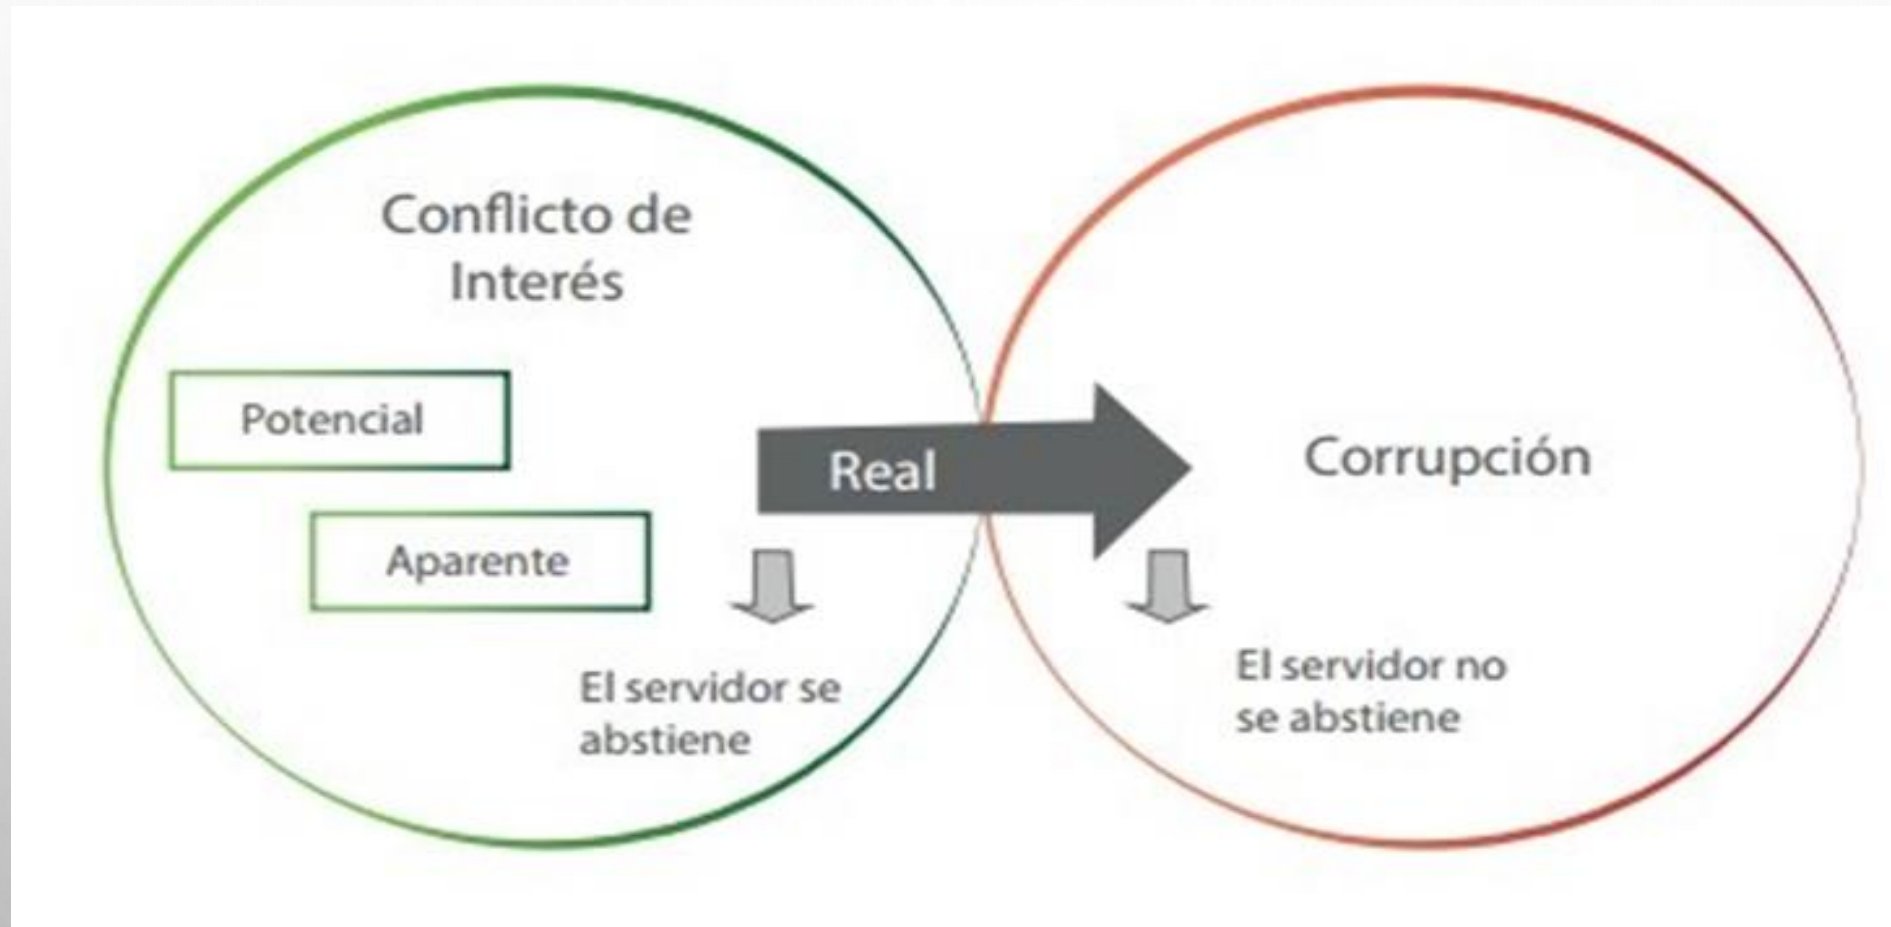 Conflicto de
Interés
Potencial
Aparente
Real
El servidor se
abstiene
Corrupción
El servidor no
se abstiene